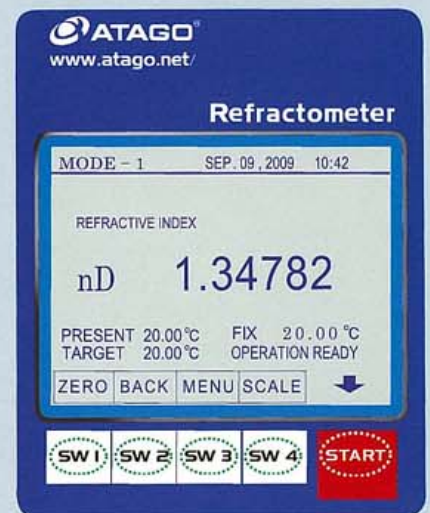 ATAGO®
www.atago.net/
Refractometer
MODE - 1 SEP. 09, 2009 10:42
REFRACTIVE INDEX
nD 1.34782
PRESENT 20.00°C FIX 20.00°C
TARGET 20.00°C OPERATION READY
ZERO BACK MENU SCALE
SW 1 SW 2 SW 3 SW 4 START